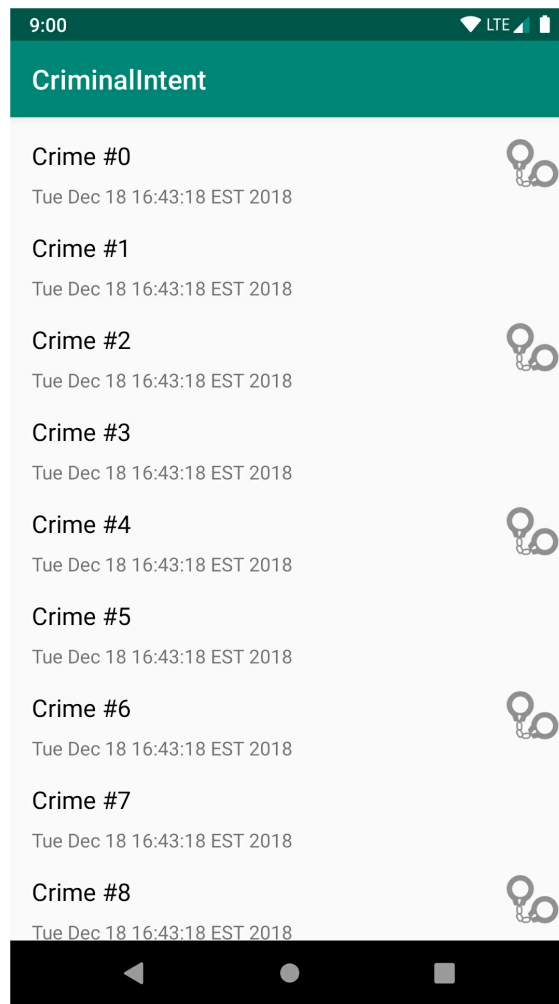 9:00 LTE
CriminalIntent
Crime #0
Tue Dec 18 16:43:18 EST 2018
Crime #1
Tue Dec 18 16:43:18 EST 2018
Crime #2
Tue Dec 18 16:43:18 EST 2018
Crime #3
Tue Dec 18 16:43:18 EST 2018
Crime #4
Tue Dec 18 16:43:18 EST 2018
Crime #5
Tue Dec 18 16:43:18 EST 2018
Crime #6
Tue Dec 18 16:43:18 EST 2018
Crime #7
Tue Dec 18 16:43:18 EST 2018
Crime #8
Tue Dec 18 16:43:18 EST 2018